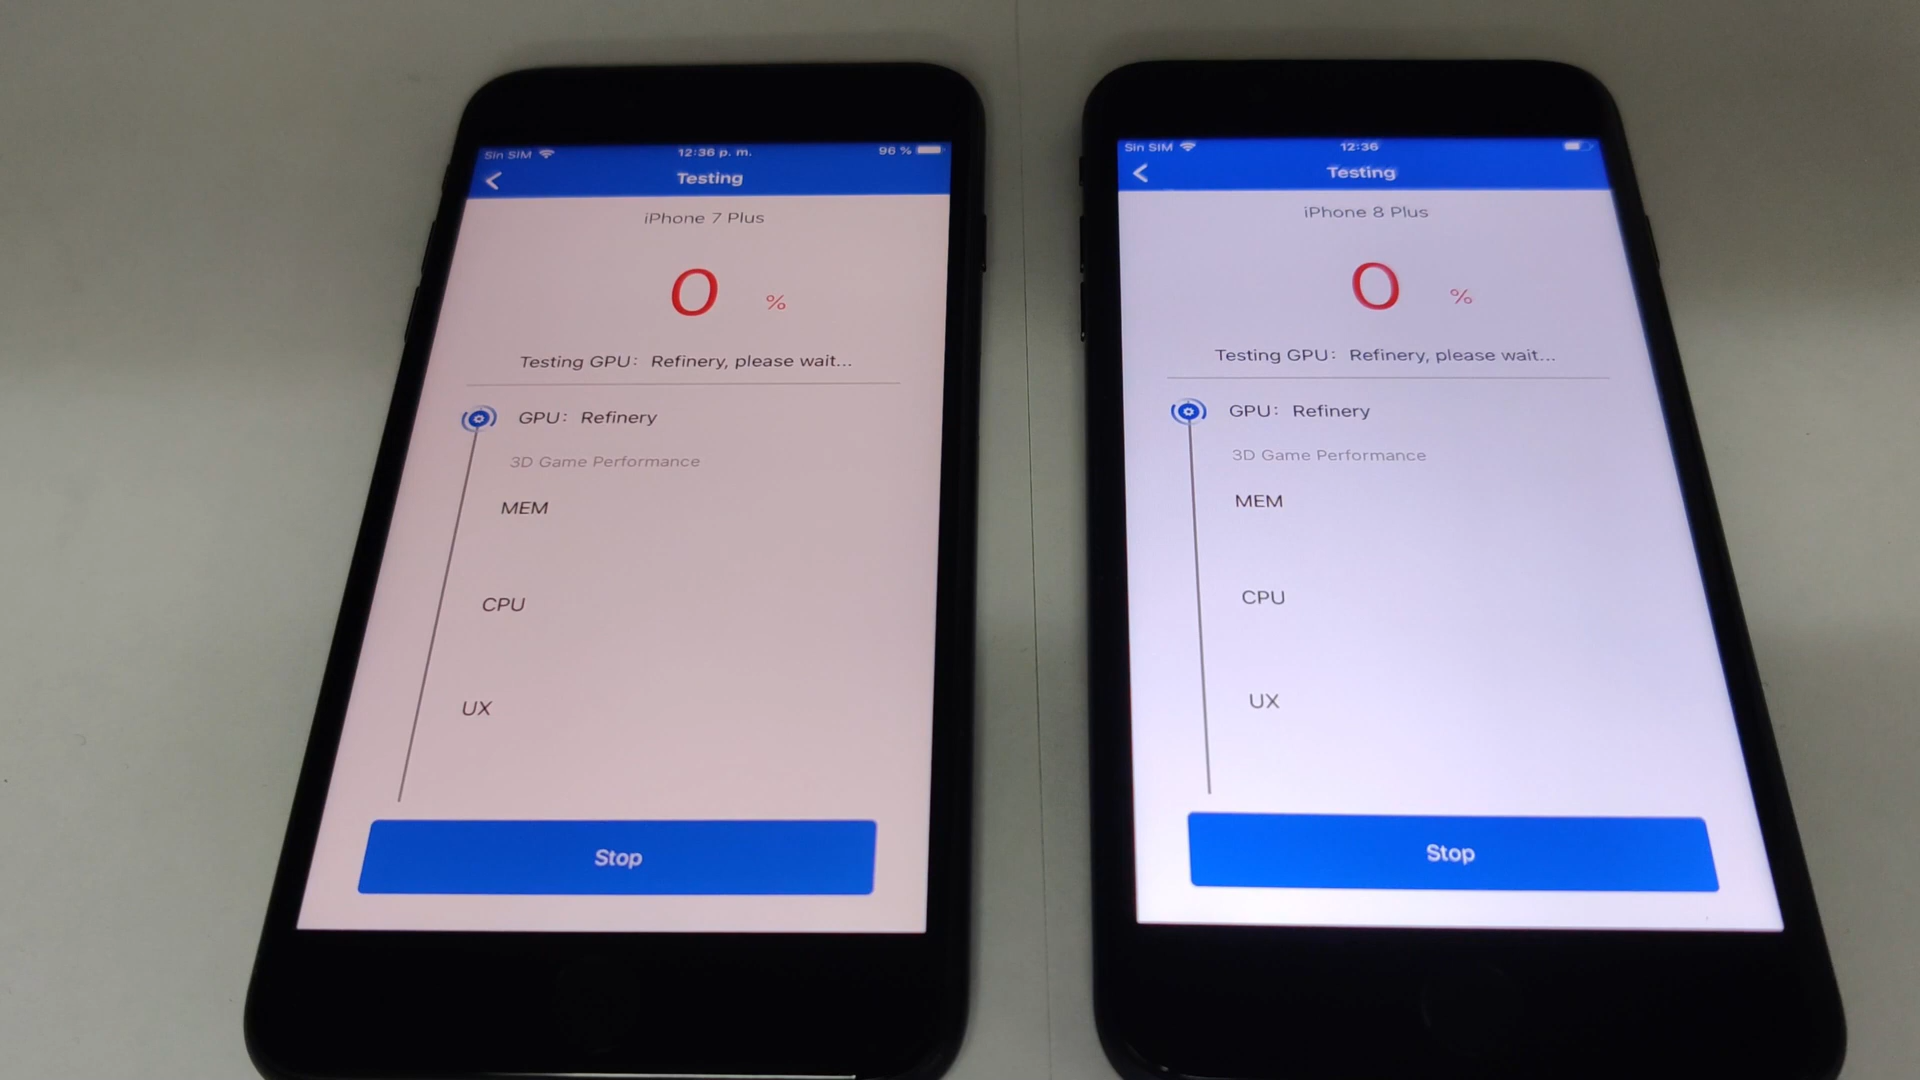 Sin SIM 12:36 p. m. 96 %
Testing
iPhone 7 Plus
0 %
Testing GPU: Refinery, please wait...
GPU: Refinery
3D Game Performance
MEM
CPU
UX
Stop
Sin SIM 12:36
Testing
iPhone 8 Plus
0 %
Testing GPU: Refinery, please wait...
GPU: Refinery
3D Game Performance
MEM
CPU
UX
Stop